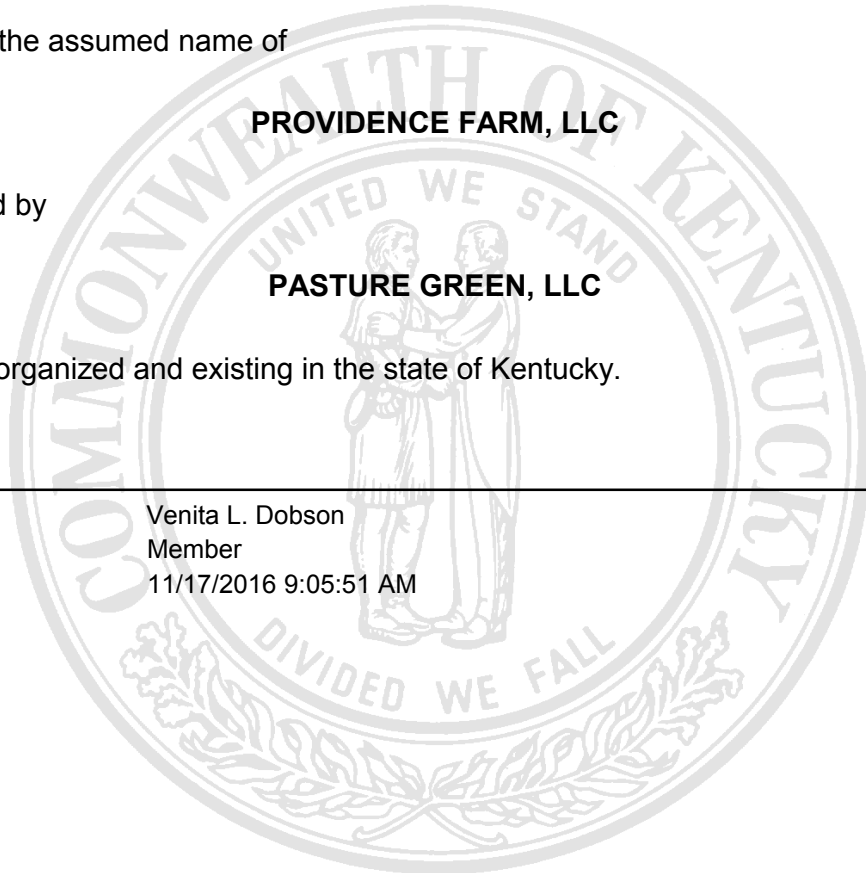 the assumed name of
PROVIDENCE FARM, LLC
d by
PASTURE GREEN, LLC
organized and existing in the state of Kentucky.
Venita L. Dobson
Member
11/17/2016 9:05:51 AM
COMMONWEALTH OF KENTUCKY
UNITED WE STAND
DIVIDED WE FALL